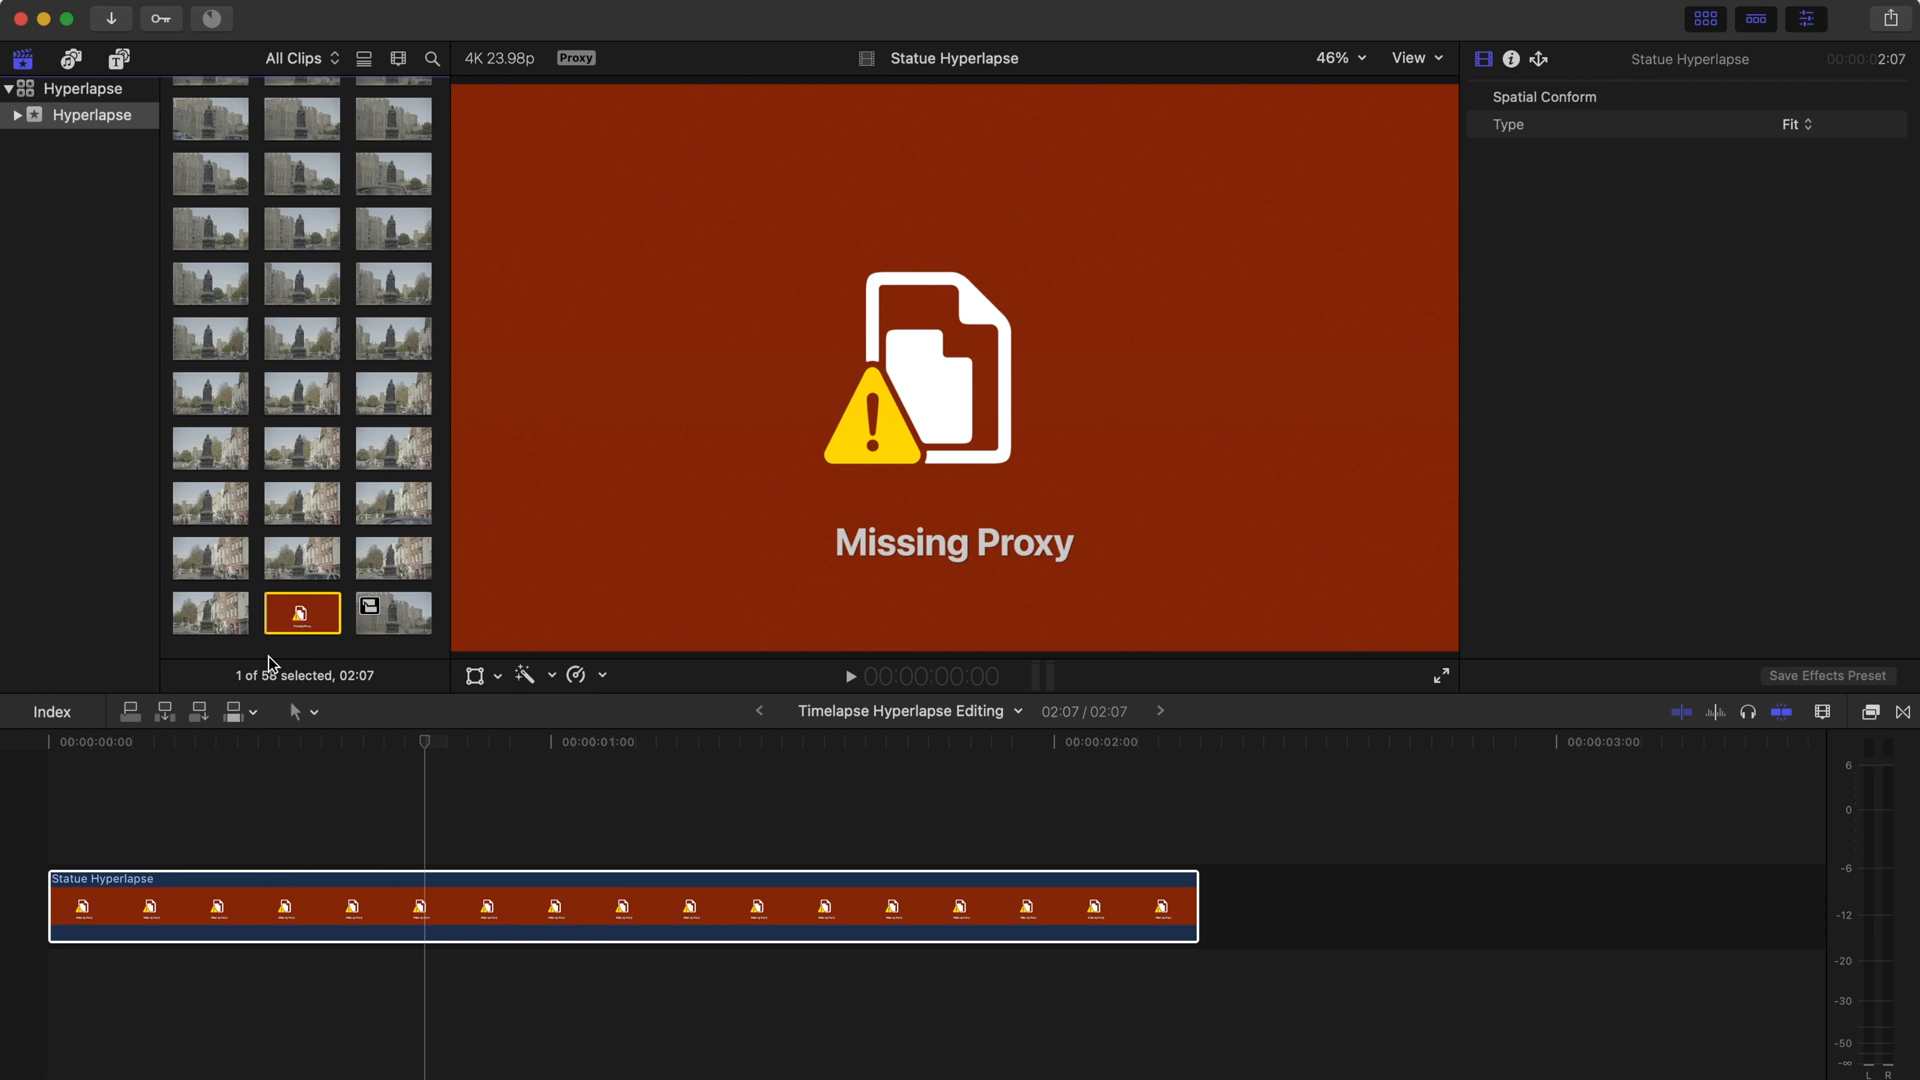 All Clips
4K 23.98p
Proxy
Statue Hyperlapse
46%
View
Statue Hyperlapse
00:00:02:07
Hyperlapse
Hyperlapse
Spatial Conform
Type
Fit
Missing Proxy
1 of 58 selected, 02:07
00:00:00:00
Save Effects Preset
Index
Timelapse Hyperlapse Editing
02:07 / 02:07
00:00:00:00
00:00:01:00
00:00:02:00
00:00:03:00
6
0
-6
-12
-20
-30
-50
-∞
L R
Statue Hyperlapse